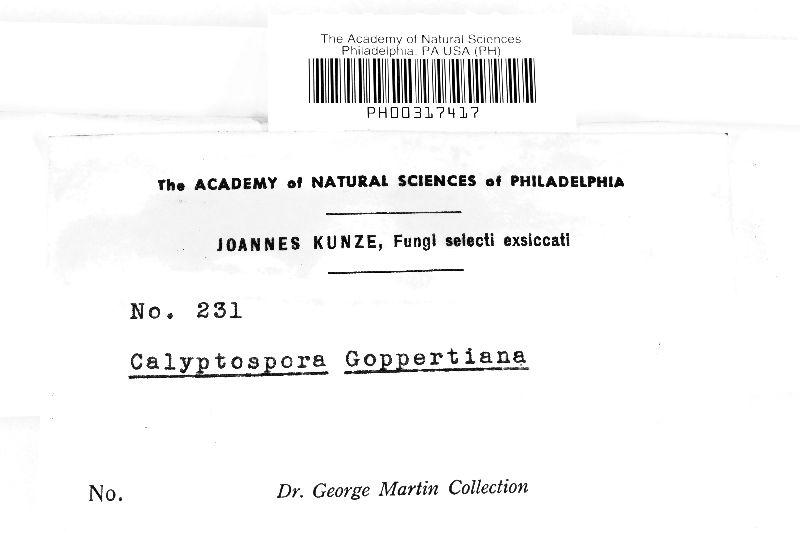 The Academy of Natural Sciences
Philadelphia, PA USA (PH)
PH00317417
The ACADEMY of NATURAL SCIENCES of PHILADELPHIA
JOANNES KUNZE, Fungi selecti exsiccati
No. 231
Calyptospora Goppertiana
No.
Dr. George Martin Collection